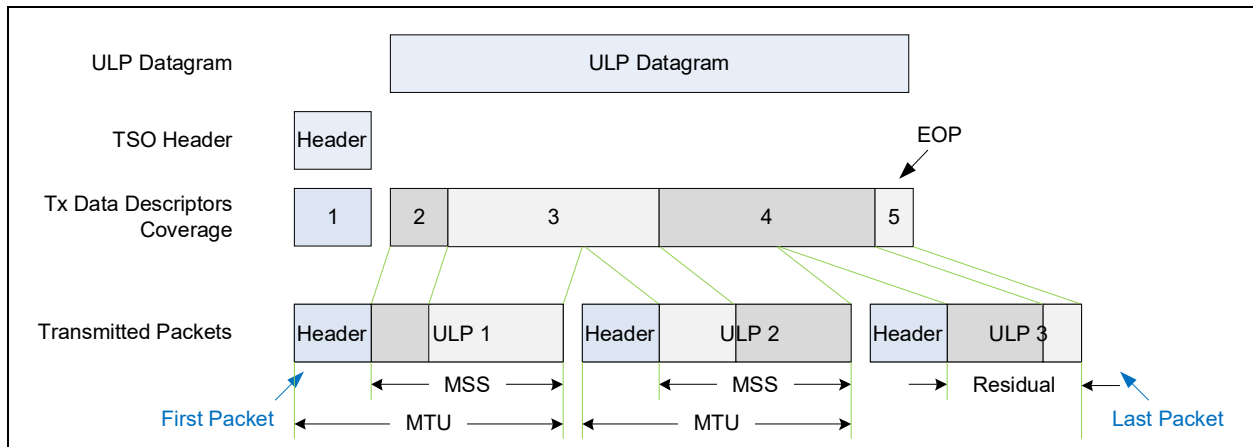 ULP Datagram
ULP Datagram
TSO Header
Header
EOP
Tx Data Descriptors
Coverage
1
2
3
4
5
Transmitted Packets
Header
ULP 1
Header
ULP 2
Header
ULP 3
MSS
MSS
Residual
First Packet
Last Packet
MTU
MTU